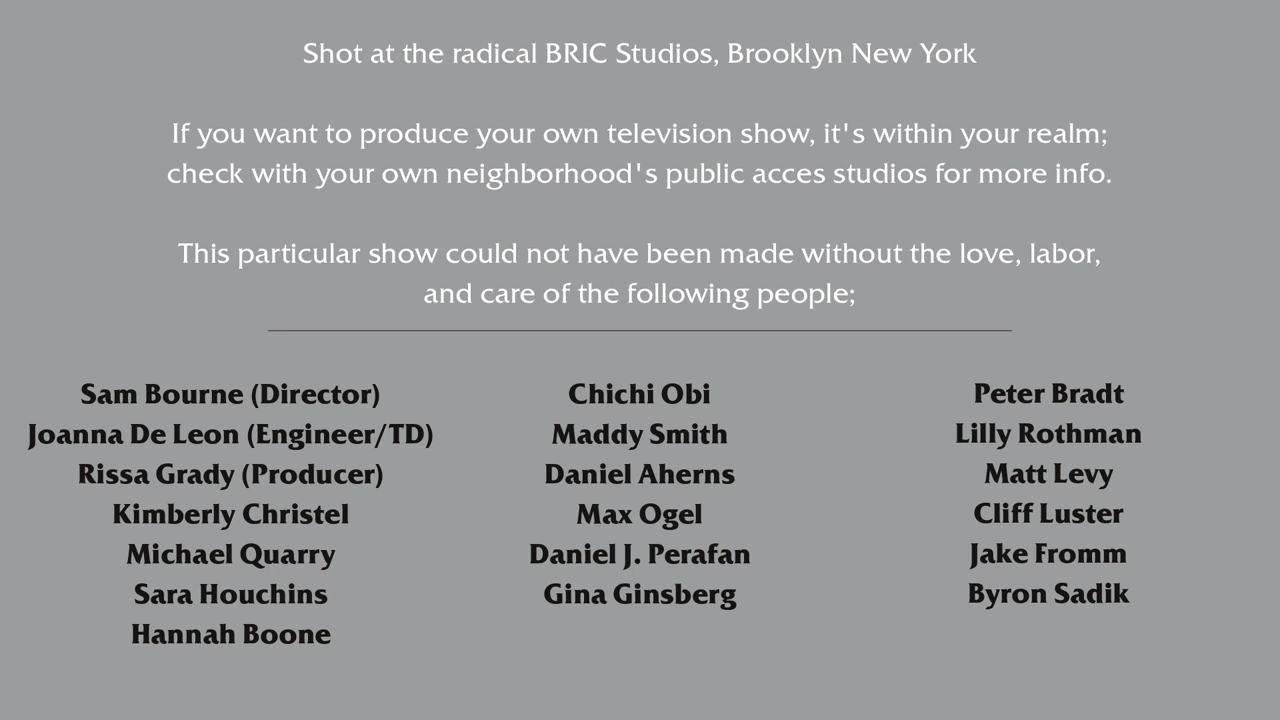 Shot at the radical BRIC Studios, Brooklyn New York
If you want to produce your own television show, it's within your realm;
check with your own neighborhood's public acces studios for more info.
This particular show could not have been made without the love, labor,
and care of the following people;
Sam Bourne (Director)
Joanna De Leon (Engineer/TD)
Rissa Grady (Producer)
Kimberly Christel
Michael Quarry
Sara Houchins
Hannah Boone
Chichi Obi
Maddy Smith
Daniel Aherns
Max Ogel
Daniel J. Perafan
Gina Ginsberg
Peter Bradt
Lilly Rothman
Matt Levy
Cliff Luster
Jake Fromm
Byron Sadik